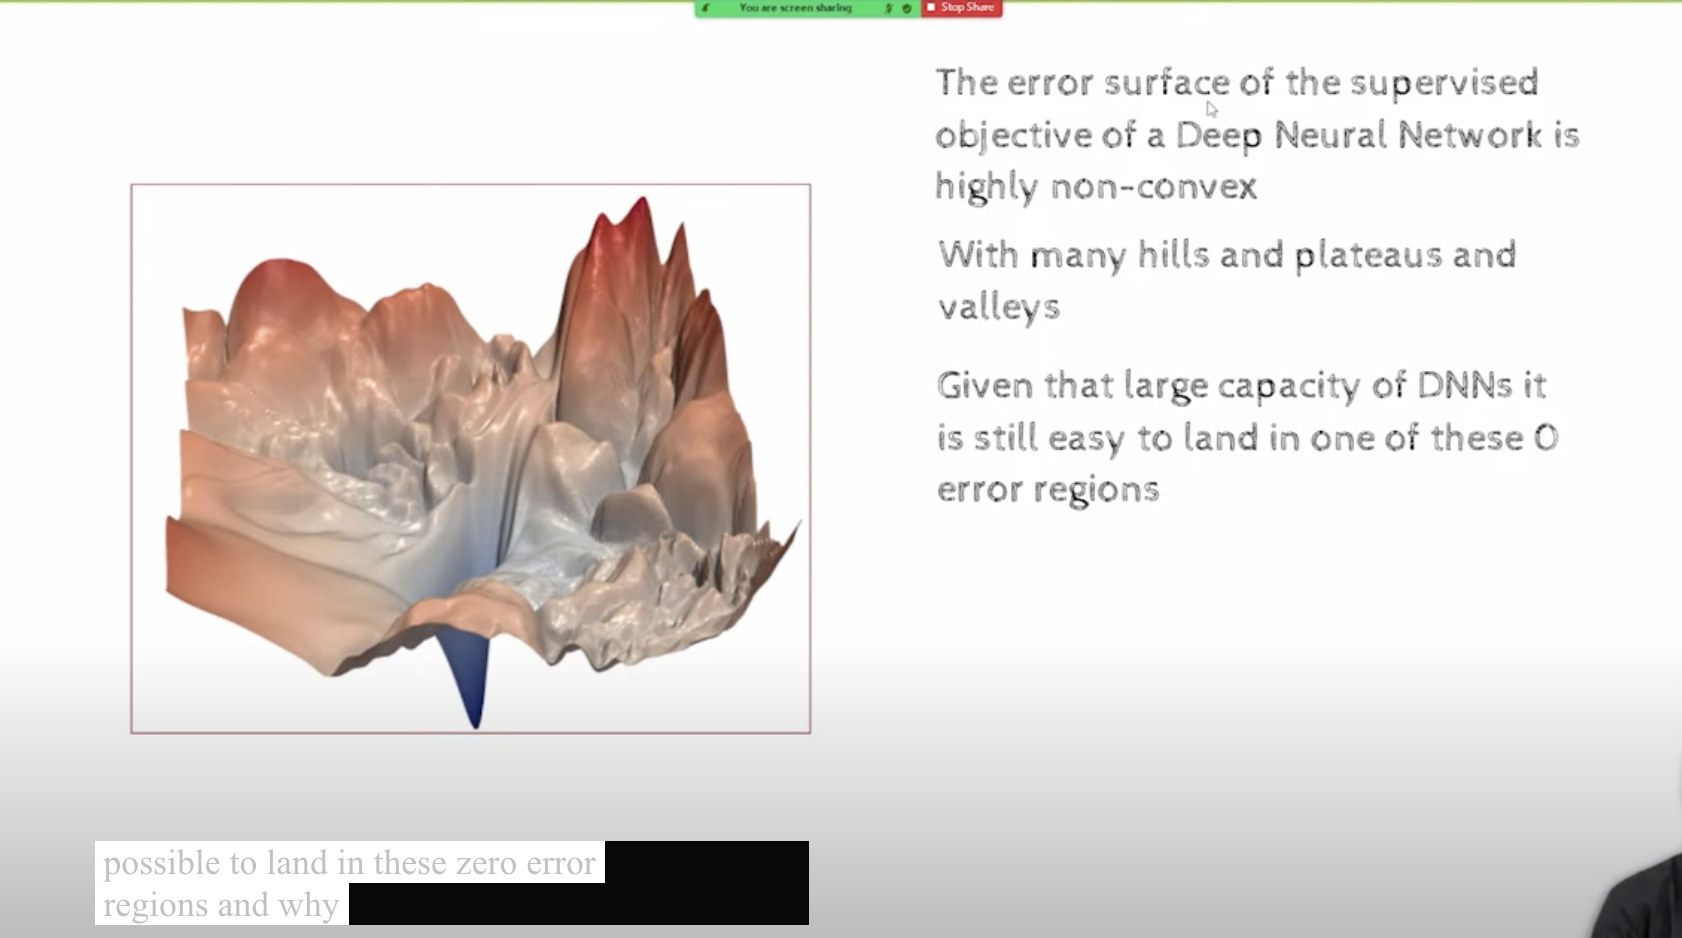 You are screen sharing
Stop Share
The error surface of the supervised
objective of a Deep Neural Network is
highly non-convex
With many hills and plateaus and
valleys
Given that large capacity of DNNs it
is still easy to land in one of these 0
error regions
possible to land in these zero error
regions and why